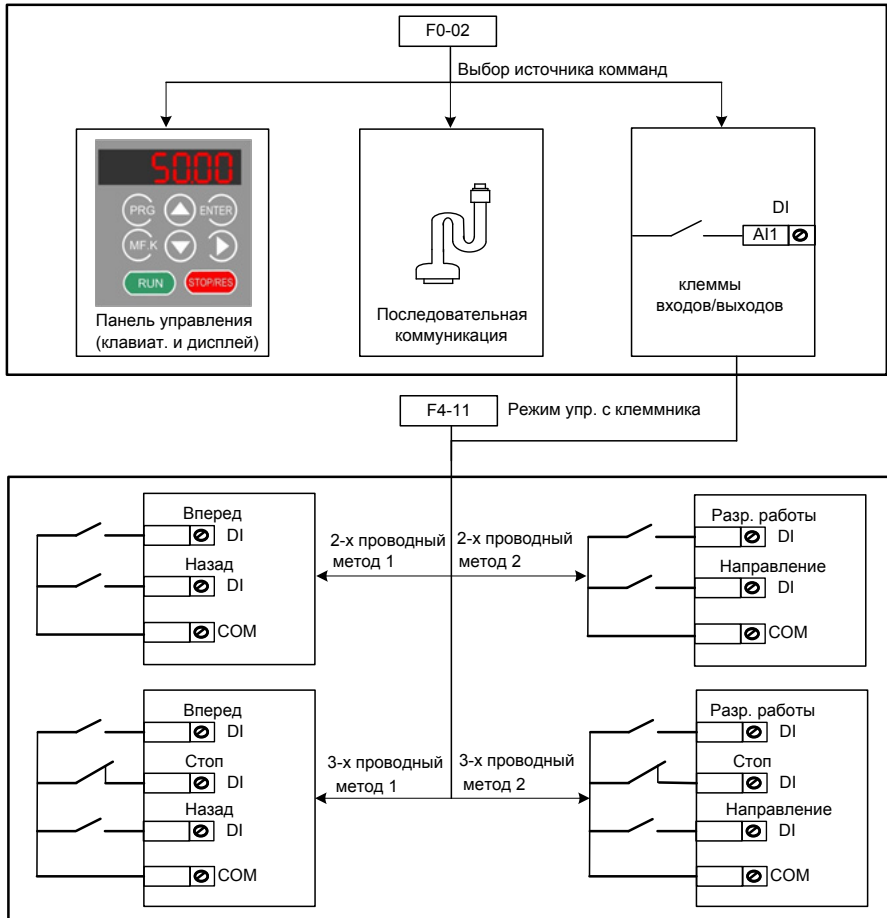 F0-02
Выбор источника комманд
50.00
PRG
ENTER
MF.K
RUN
STOP/RES
Панель управления
(клавиат. и дисплей)
Последовательная
коммуникация
DI
AI1
клеммы
входов/выходов
F4-11
Режим упр. с клеммника
Вперед
DI
Назад
DI
COM
2-х проводный
метод 1
2-х проводный
метод 2
Разр. работы
DI
Направление
DI
COM
Вперед
DI
Стоп
DI
Назад
DI
COM
3-х проводный
метод 1
3-х проводный
метод 2
Разр. работы
DI
Стоп
DI
Направление
DI
COM